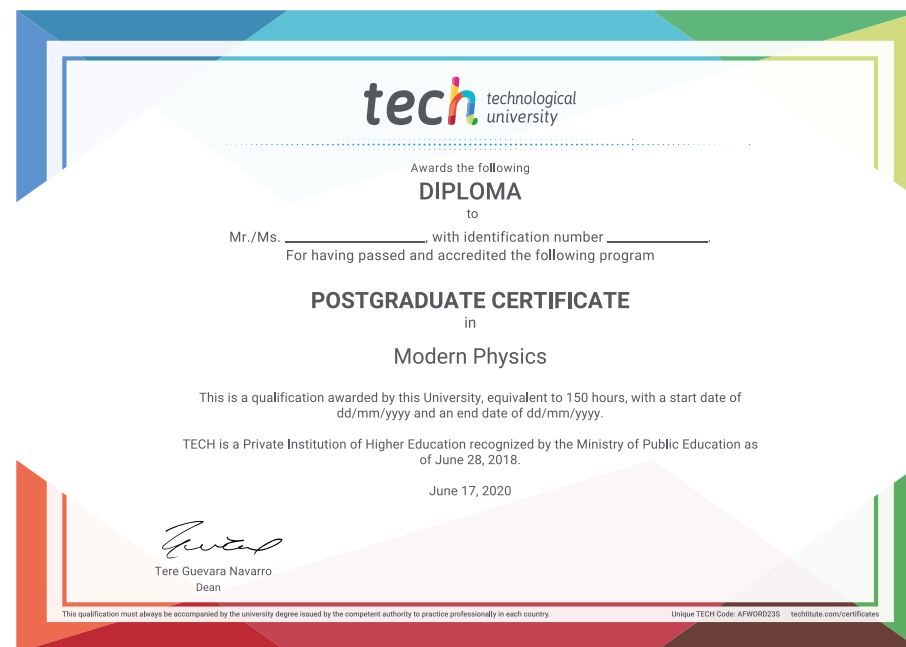 tech technological
university
Awards the following
DIPLOMA
to
Mr./Ms. ____________________, with identification number ______________.
For having passed and accredited the following program
POSTGRADUATE CERTIFICATE
in
Modern Physics
This is a qualification awarded by this University, equivalent to 150 hours, with a start date of
dd/mm/yyyy and an end date of dd/mm/yyyy.
TECH is a Private Institution of Higher Education recognized by the Ministry of Public Education as
of June 28, 2018.
June 17, 2020
Tere Guevara Navarro
Dean
This qualification must always be accompanied by the university degree issued by the competent authority to practice professionally in each country. Unique TECH Code: AFWORD23S techtitute.com/certificates